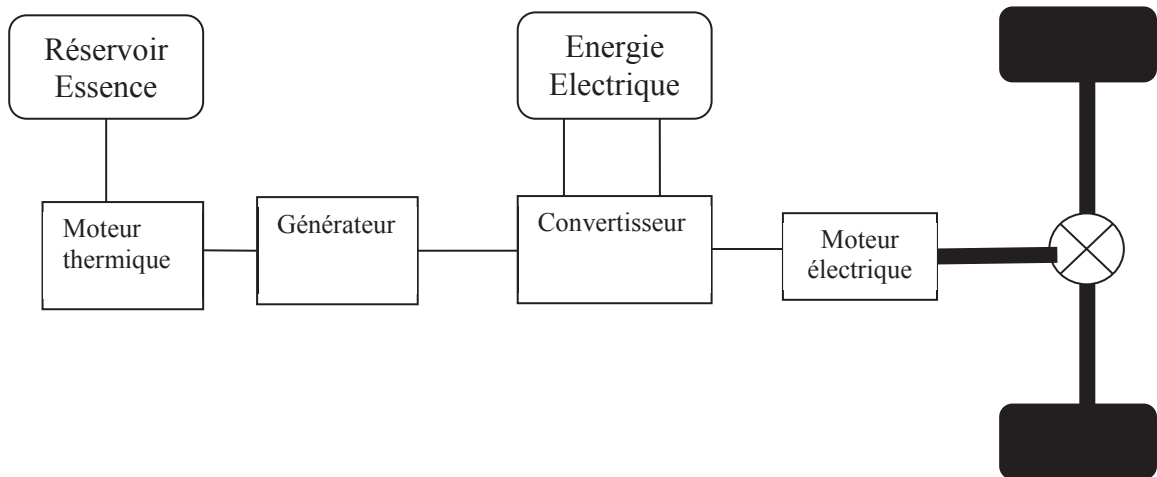 Réservoir
Essence
Energie
Electrique
Moteur
thermique
Générateur
Convertisseur
Moteur
électrique